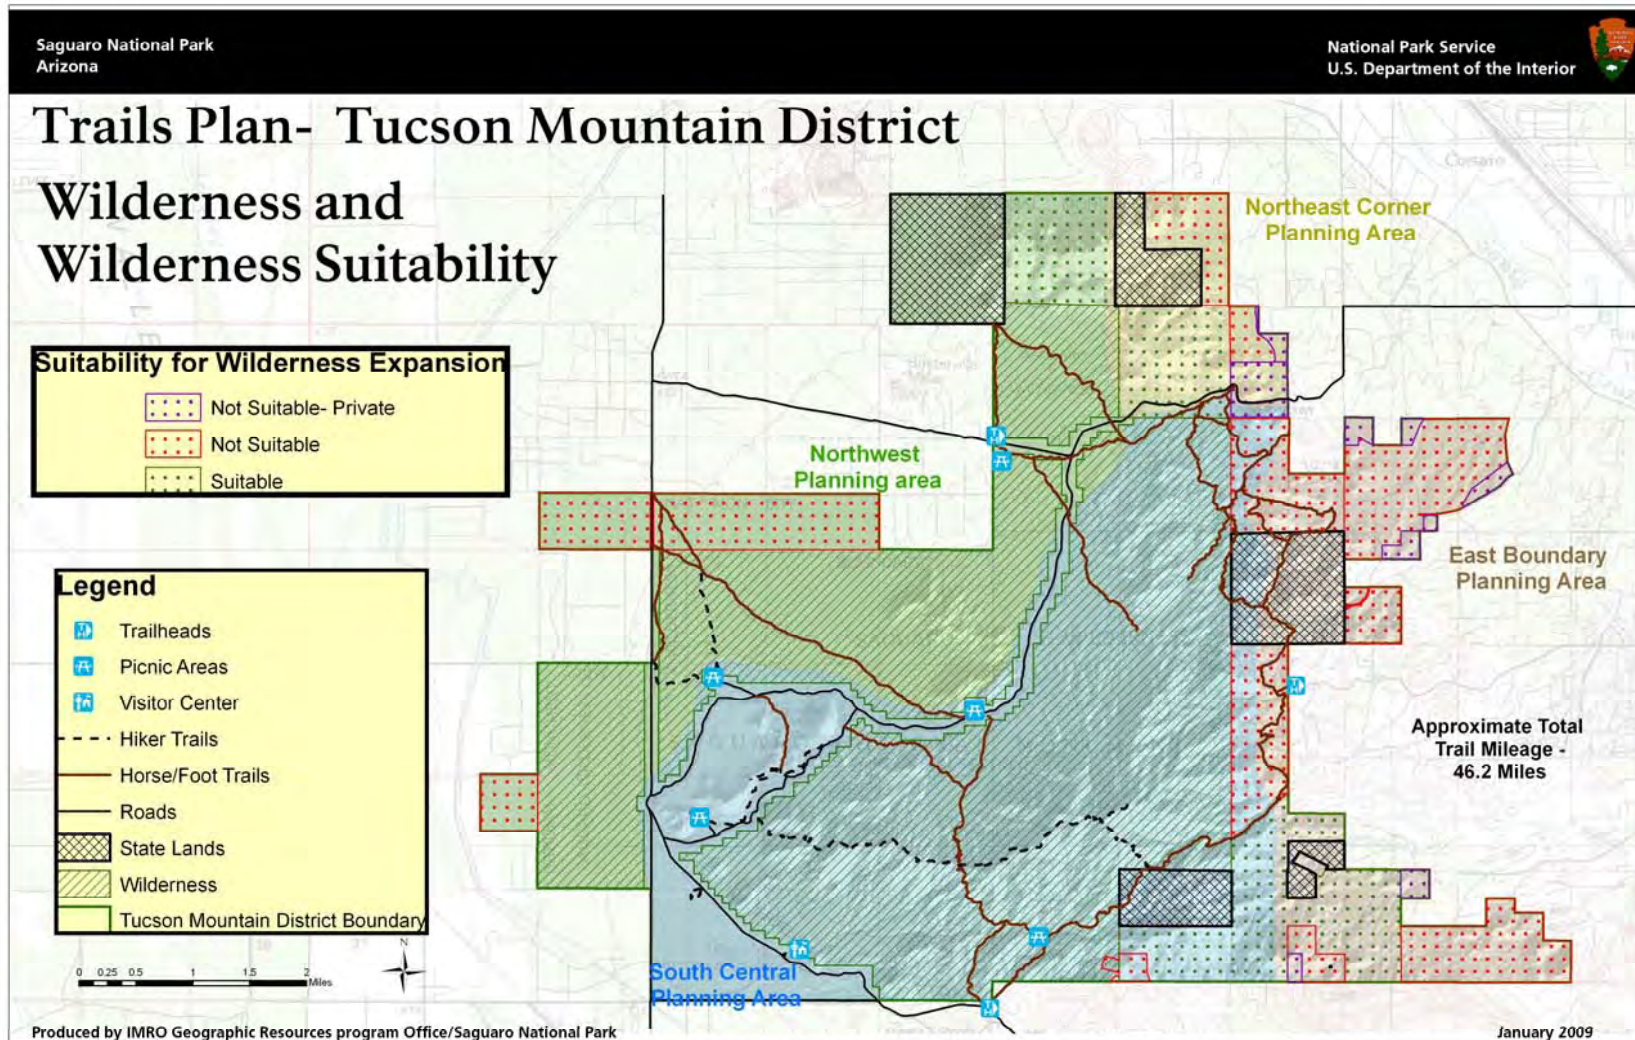 Saguaro National Park
Arizona
National Park Service
U.S. Department of the Interior
Trails Plan- Tucson Mountain District
Wilderness and
Wilderness Suitability
Northeast Corner
Planning Area
Suitability for Wilderness Expansion
Not Suitable- Private
Not Suitable
Suitable
Northwest
Planning area
East Boundary
Planning Area
Legend
Trailheads
Picnic Areas
Visitor Center
Hiker Trails
Horse/Foot Trails
Roads
State Lands
Wilderness
Tucson Mountain District Boundary
Approximate Total
Trail Mileage -
46.2 Miles
South Central
Planning Area
N
0 0.25 0.5 1 1.5 2
Miles
Produced by IMRO Geographic Resources program Office/Saguaro National Park
January 2009